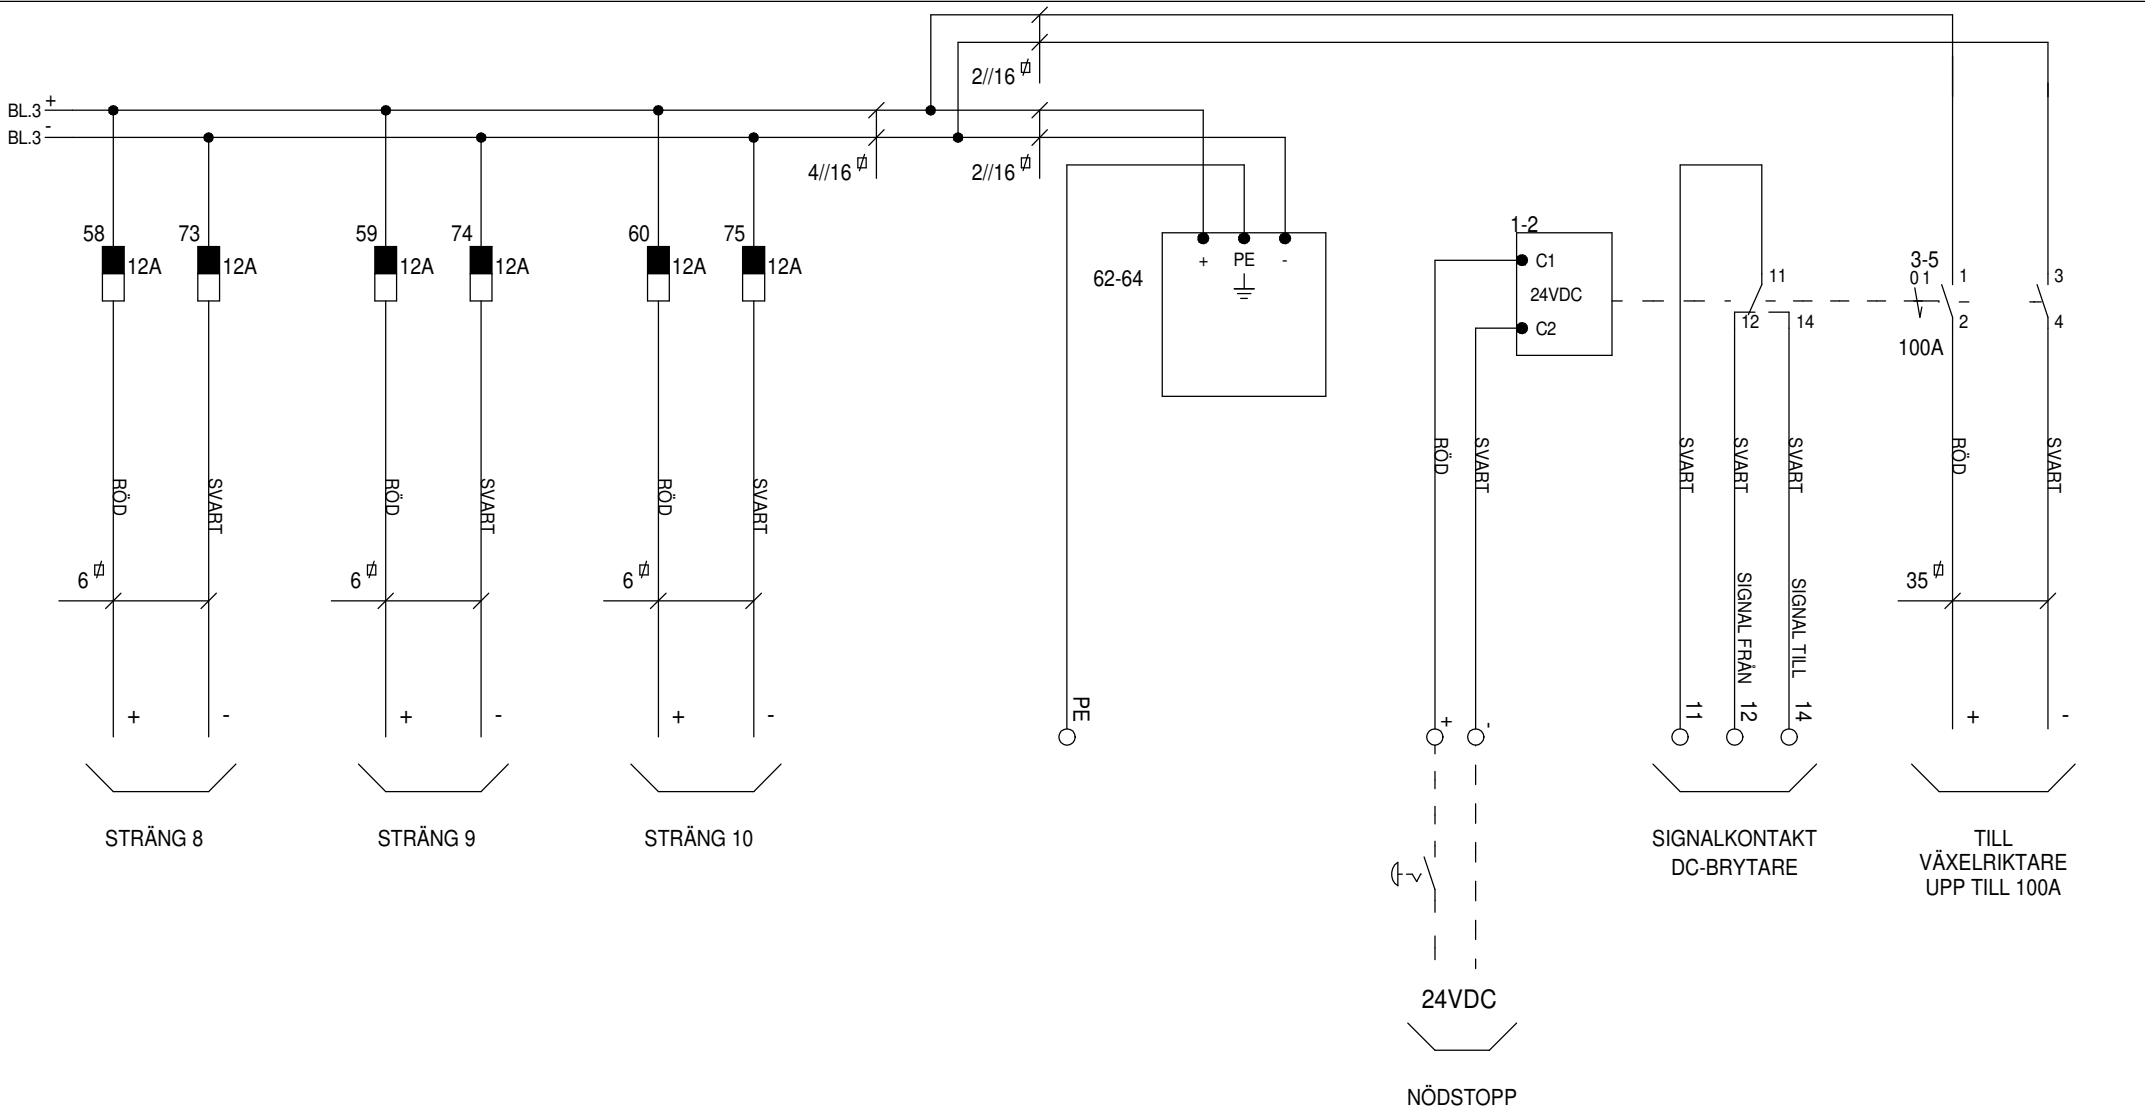 2//16
BL.3 +
BL.3 -
4//16
2//16
58
12A
73
12A
59
12A
74
12A
60
12A
75
12A
62-64
+ PE -
1-2
C1
24VDC
C2
11
12
14
3-5
0 1
1
2
100A
3
4
RÖD
SVART
RÖD
SVART
RÖD
SVART
RÖD
SVART
SVART
SVART
SVART
RÖD
SVART
6
6
6
35
SIGNAL FRÅN
SIGNAL TILL
+ -
+ -
+ -
PE
+ -
11
12
14
+ -
STRÄNG 8
STRÄNG 9
STRÄNG 10
SIGNALKONTAKT
DC-BRYTARE
TILL
VÄXELRIKTARE
UPP TILL 100A
24VDC
NÖDSTOPP